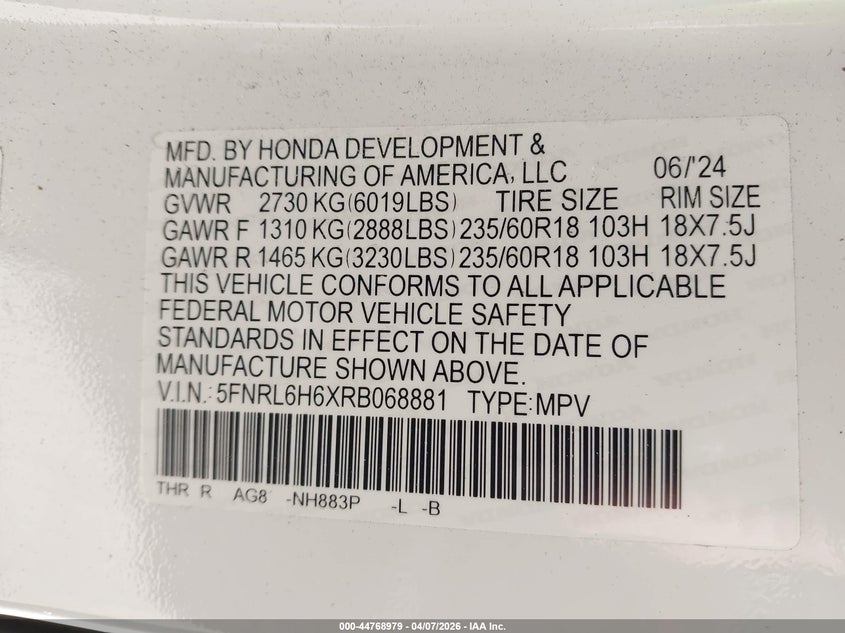 MFD. BY HONDA DEVELOPMENT &
MANUFACTURING OF AMERICA, LLC 06/'24
GVWR 2730 KG(6019LBS) TIRE SIZE RIM SIZE
GAWR F 1310 KG(2888LBS) 235/60R18 103H 18X7.5J
GAWR R 1465 KG(3230LBS) 235/60R18 103H 18X7.5J
THIS VEHICLE CONFORMS TO ALL APPLICABLE
FEDERAL MOTOR VEHICLE SAFETY
STANDARDS IN EFFECT ON THE DATE OF
MANUFACTURE SHOWN ABOVE.
V.I.N.: 5FNRL6H6XRB068881 TYPE:MPV
THR R AG8 -NH883P -L -B
000-44768979 - 04/07/2026 - IAA Inc.